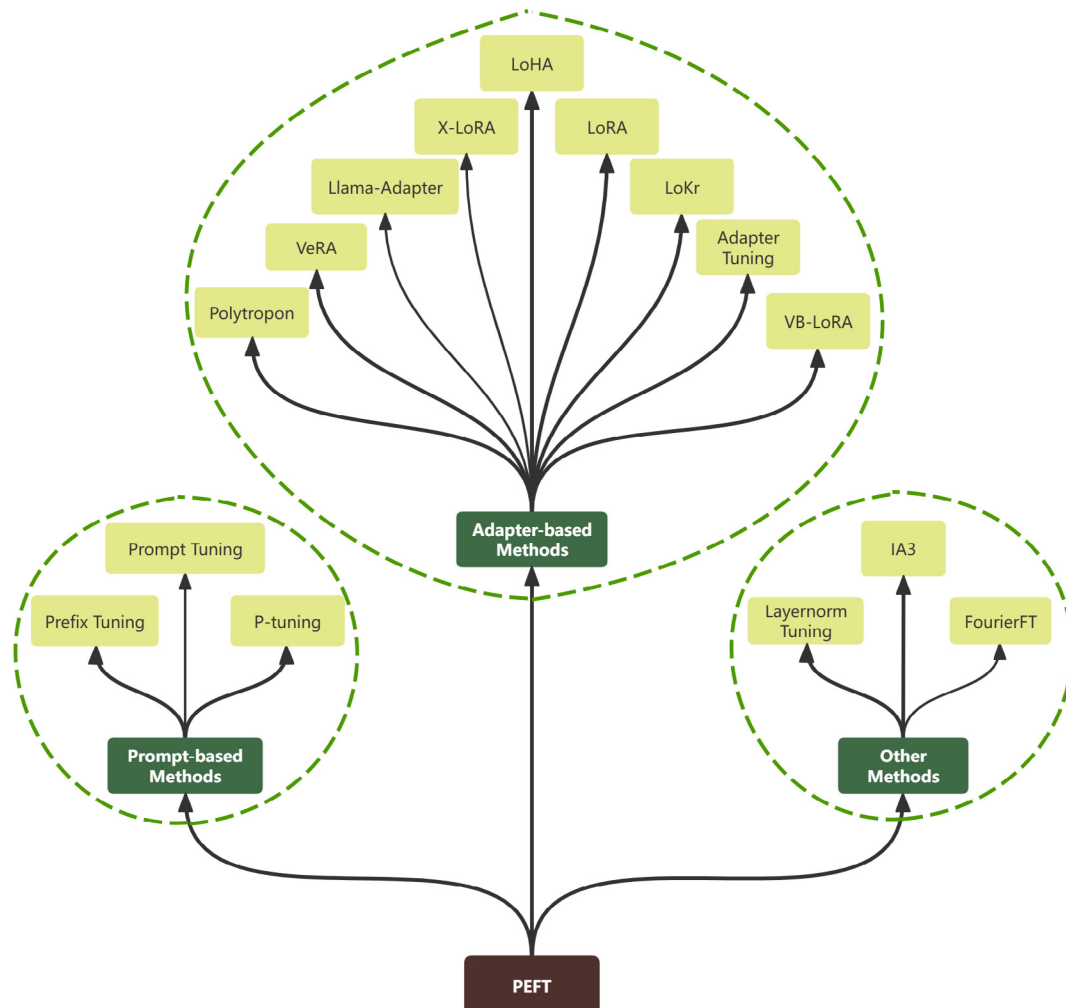 LoHA
X-LoRA
LoRA
Llama-Adapter
LoKr
VeRA
Adapter
Tuning
Polytropon
VB-LoRA
Adapter-based
Methods
Prompt Tuning
Prefix Tuning
P-tuning
Prompt-based
Methods
IA3
Layernorm
Tuning
FourierFT
Other
Methods
PEFT